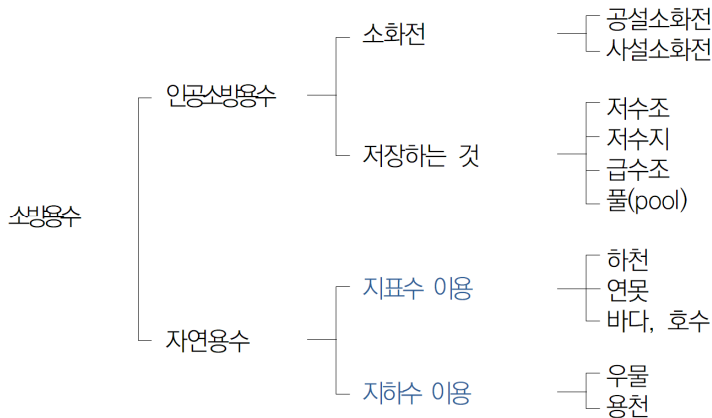 소방용수
인공소방용수
소화전
공설소화전
사설소화전
저장하는 것
저수조
저수지
급수조
풀(pool)
자연용수
지표수 이용
하천
연못
바다, 호수
지하수 이용
우물
용천